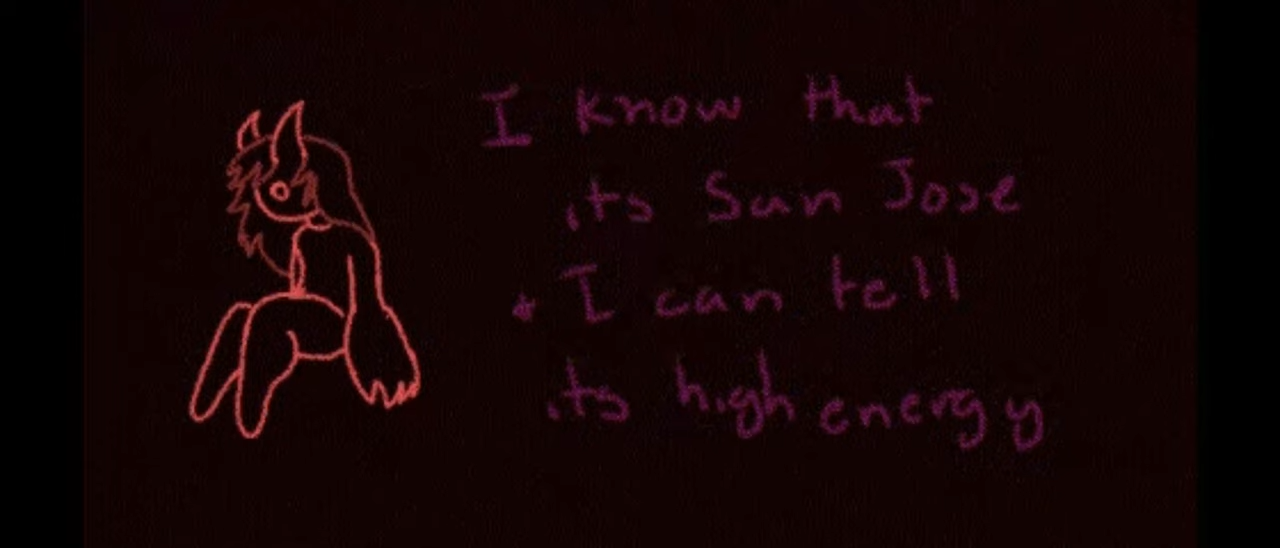 I know that
its San Jose
& I can tell
its high energy